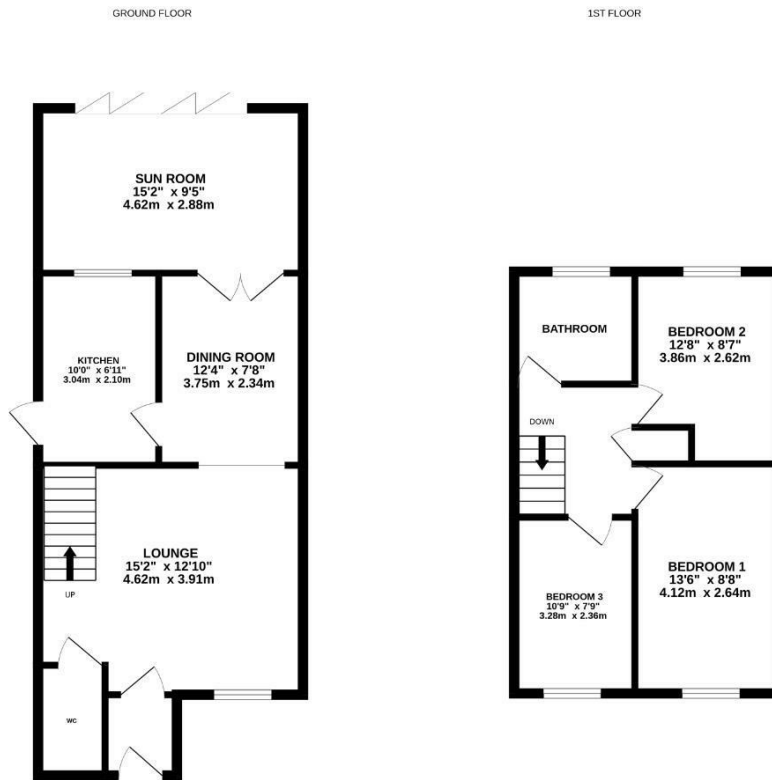 GROUND FLOOR
SUN ROOM
15'2" x 9'5"
4.62m x 2.88m
KITCHEN
10'0" x 6'11"
3.04m x 2.10m
DINING ROOM
12'4" x 7'8"
3.75m x 2.34m
LOUNGE
15'2" x 12'10"
4.62m x 3.91m
UP
WC
1ST FLOOR
BATHROOM
BEDROOM 2
12'8" x 8'7"
3.86m x 2.62m
DOWN
BEDROOM 1
13'6" x 8'8"
4.12m x 2.64m
BEDROOM 3
10'9" x 7'9"
3.28m x 2.36m